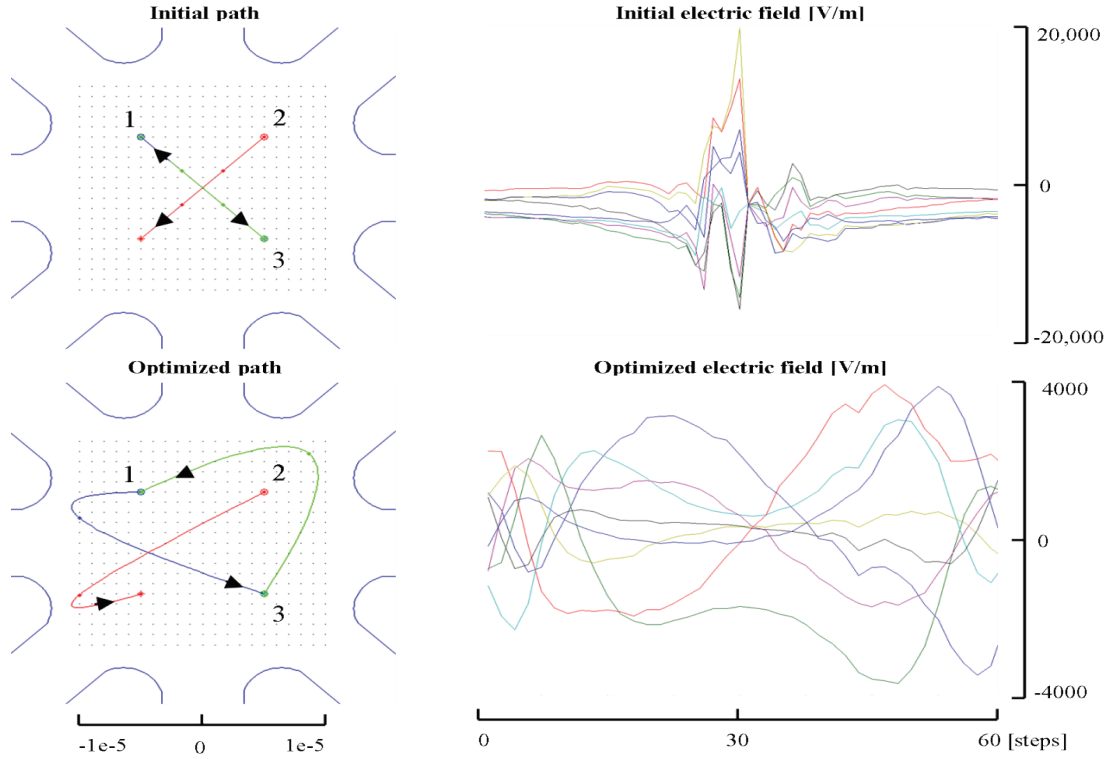 Initial path
Initial electric field [V/m]
20,000
1
2
0
3
-20,000
Optimized path
Optimized electric field [V/m]
4000
1
2
0
3
-4000
-1e-5
0
1e-5
0
30
60
[steps]